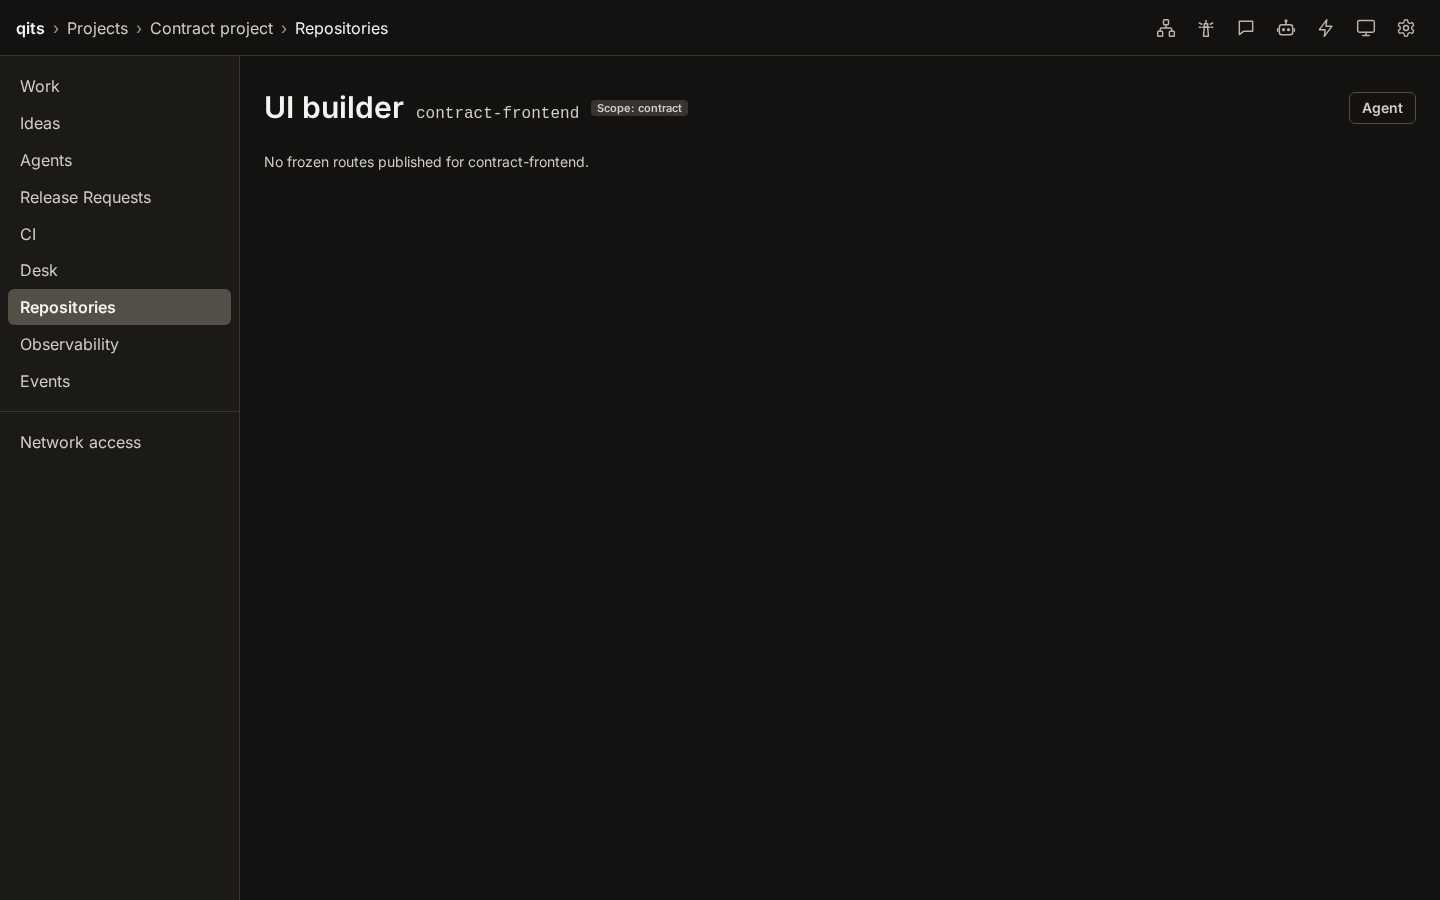 qits › Projects › Contract project › Repositories
Work
Ideas
Agents
Release Requests
CI
Desk
Repositories
Observability
Events
Network access
UI builder contract-frontend Scope: contract
Agent
No frozen routes published for contract-frontend.